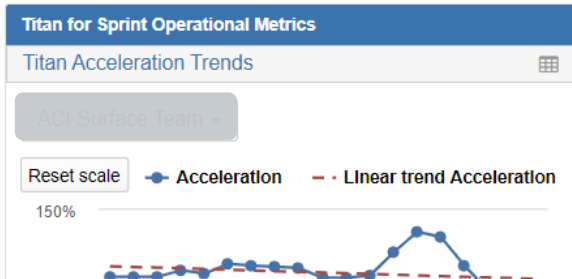 Titan for Sprint Operational Metrics
Titan Acceleration Trends
ACI Surface Team
Reset scale
Acceleration
Linear trend Acceleration
150%